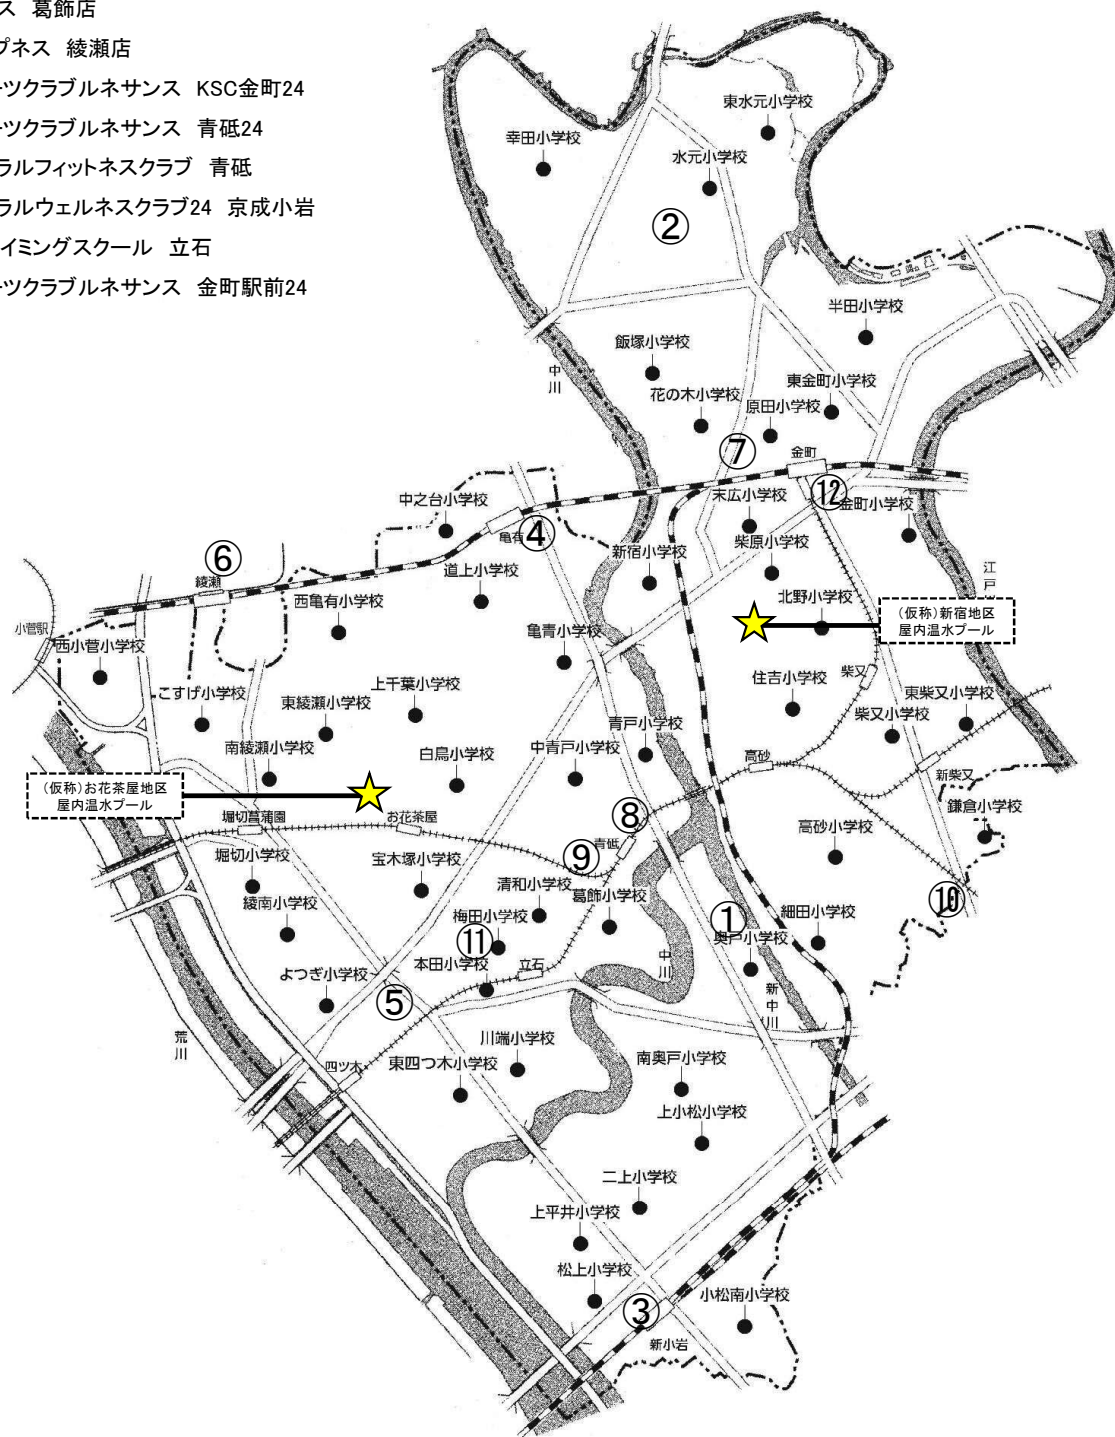 ス 葛飾店
プネス 綾瀬店
ーツクラブルネサンス KSC金町24
ーツクラブルネサンス 青砥24
ラルフィットネスクラブ 青砥
ラルウェルネスクラブ24 京成小岩
イミングスクール 立石
ーツクラブルネサンス 金町駅前24
東水元小学校
幸田小学校
水元小学校
②
半田小学校
飯塚小学校
中川
東金町小学校
花の木小学校
原田小学校
⑦
金町
⑫
中之台小学校
末広小学校
金町小学校
亀有
④
柴原小学校
新宿小学校
⑥
綾瀬
道上小学校
江戸
西亀有小学校
北野小学校
(仮称)新宿地区
屋内温水プール
小菅駅
西小菅小学校
亀青小学校
柴又
住吉小学校
上千葉小学校
こすげ小学校
東綾瀬小学校
東柴又小学校
柴又小学校
青戸小学校
南綾瀬小学校
白鳥小学校
中青戸小学校
高砂
新柴又
(仮称)お花茶屋地区
屋内温水プール
鎌倉小学校
堀切菖蒲園
お花茶屋
⑧
高砂小学校
青砥
⑨
堀切小学校
宝木塚小学校
清和小学校
葛飾小学校
⑩
綾南小学校
梅田小学校
①
細田小学校
⑪
奥戸小学校
本田小学校
立石
中川
よつぎ小学校
⑤
新中川
荒川
川端小学校
四ツ木
東四つ木小学校
南奥戸小学校
上小松小学校
二上小学校
上平井小学校
松上小学校
小松南小学校
③
新小岩